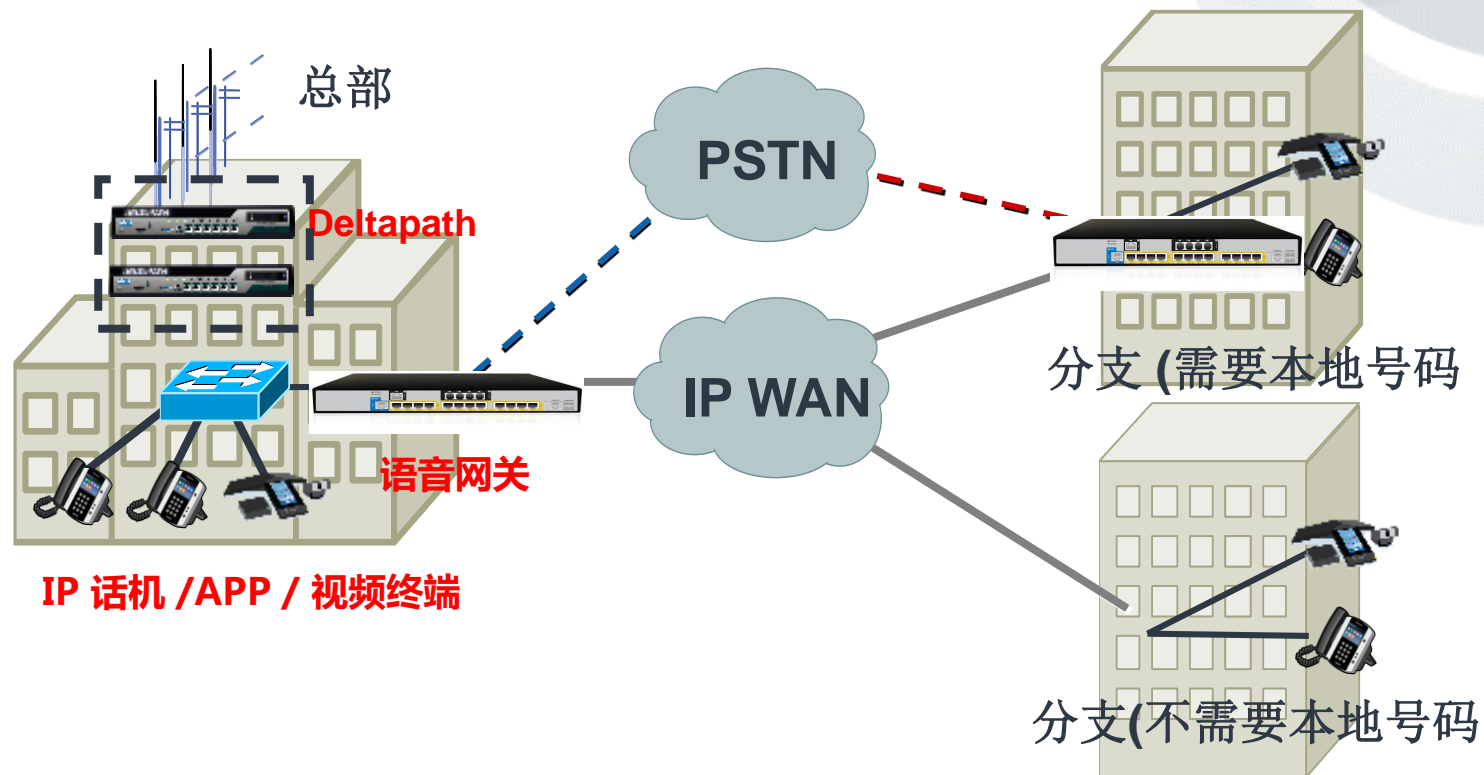 总部
PSTN
Deltapath
IP WAN
分支 (需要本地号码
语音网关
IP 话机 /APP / 视频终端
分支(不需要本地号码